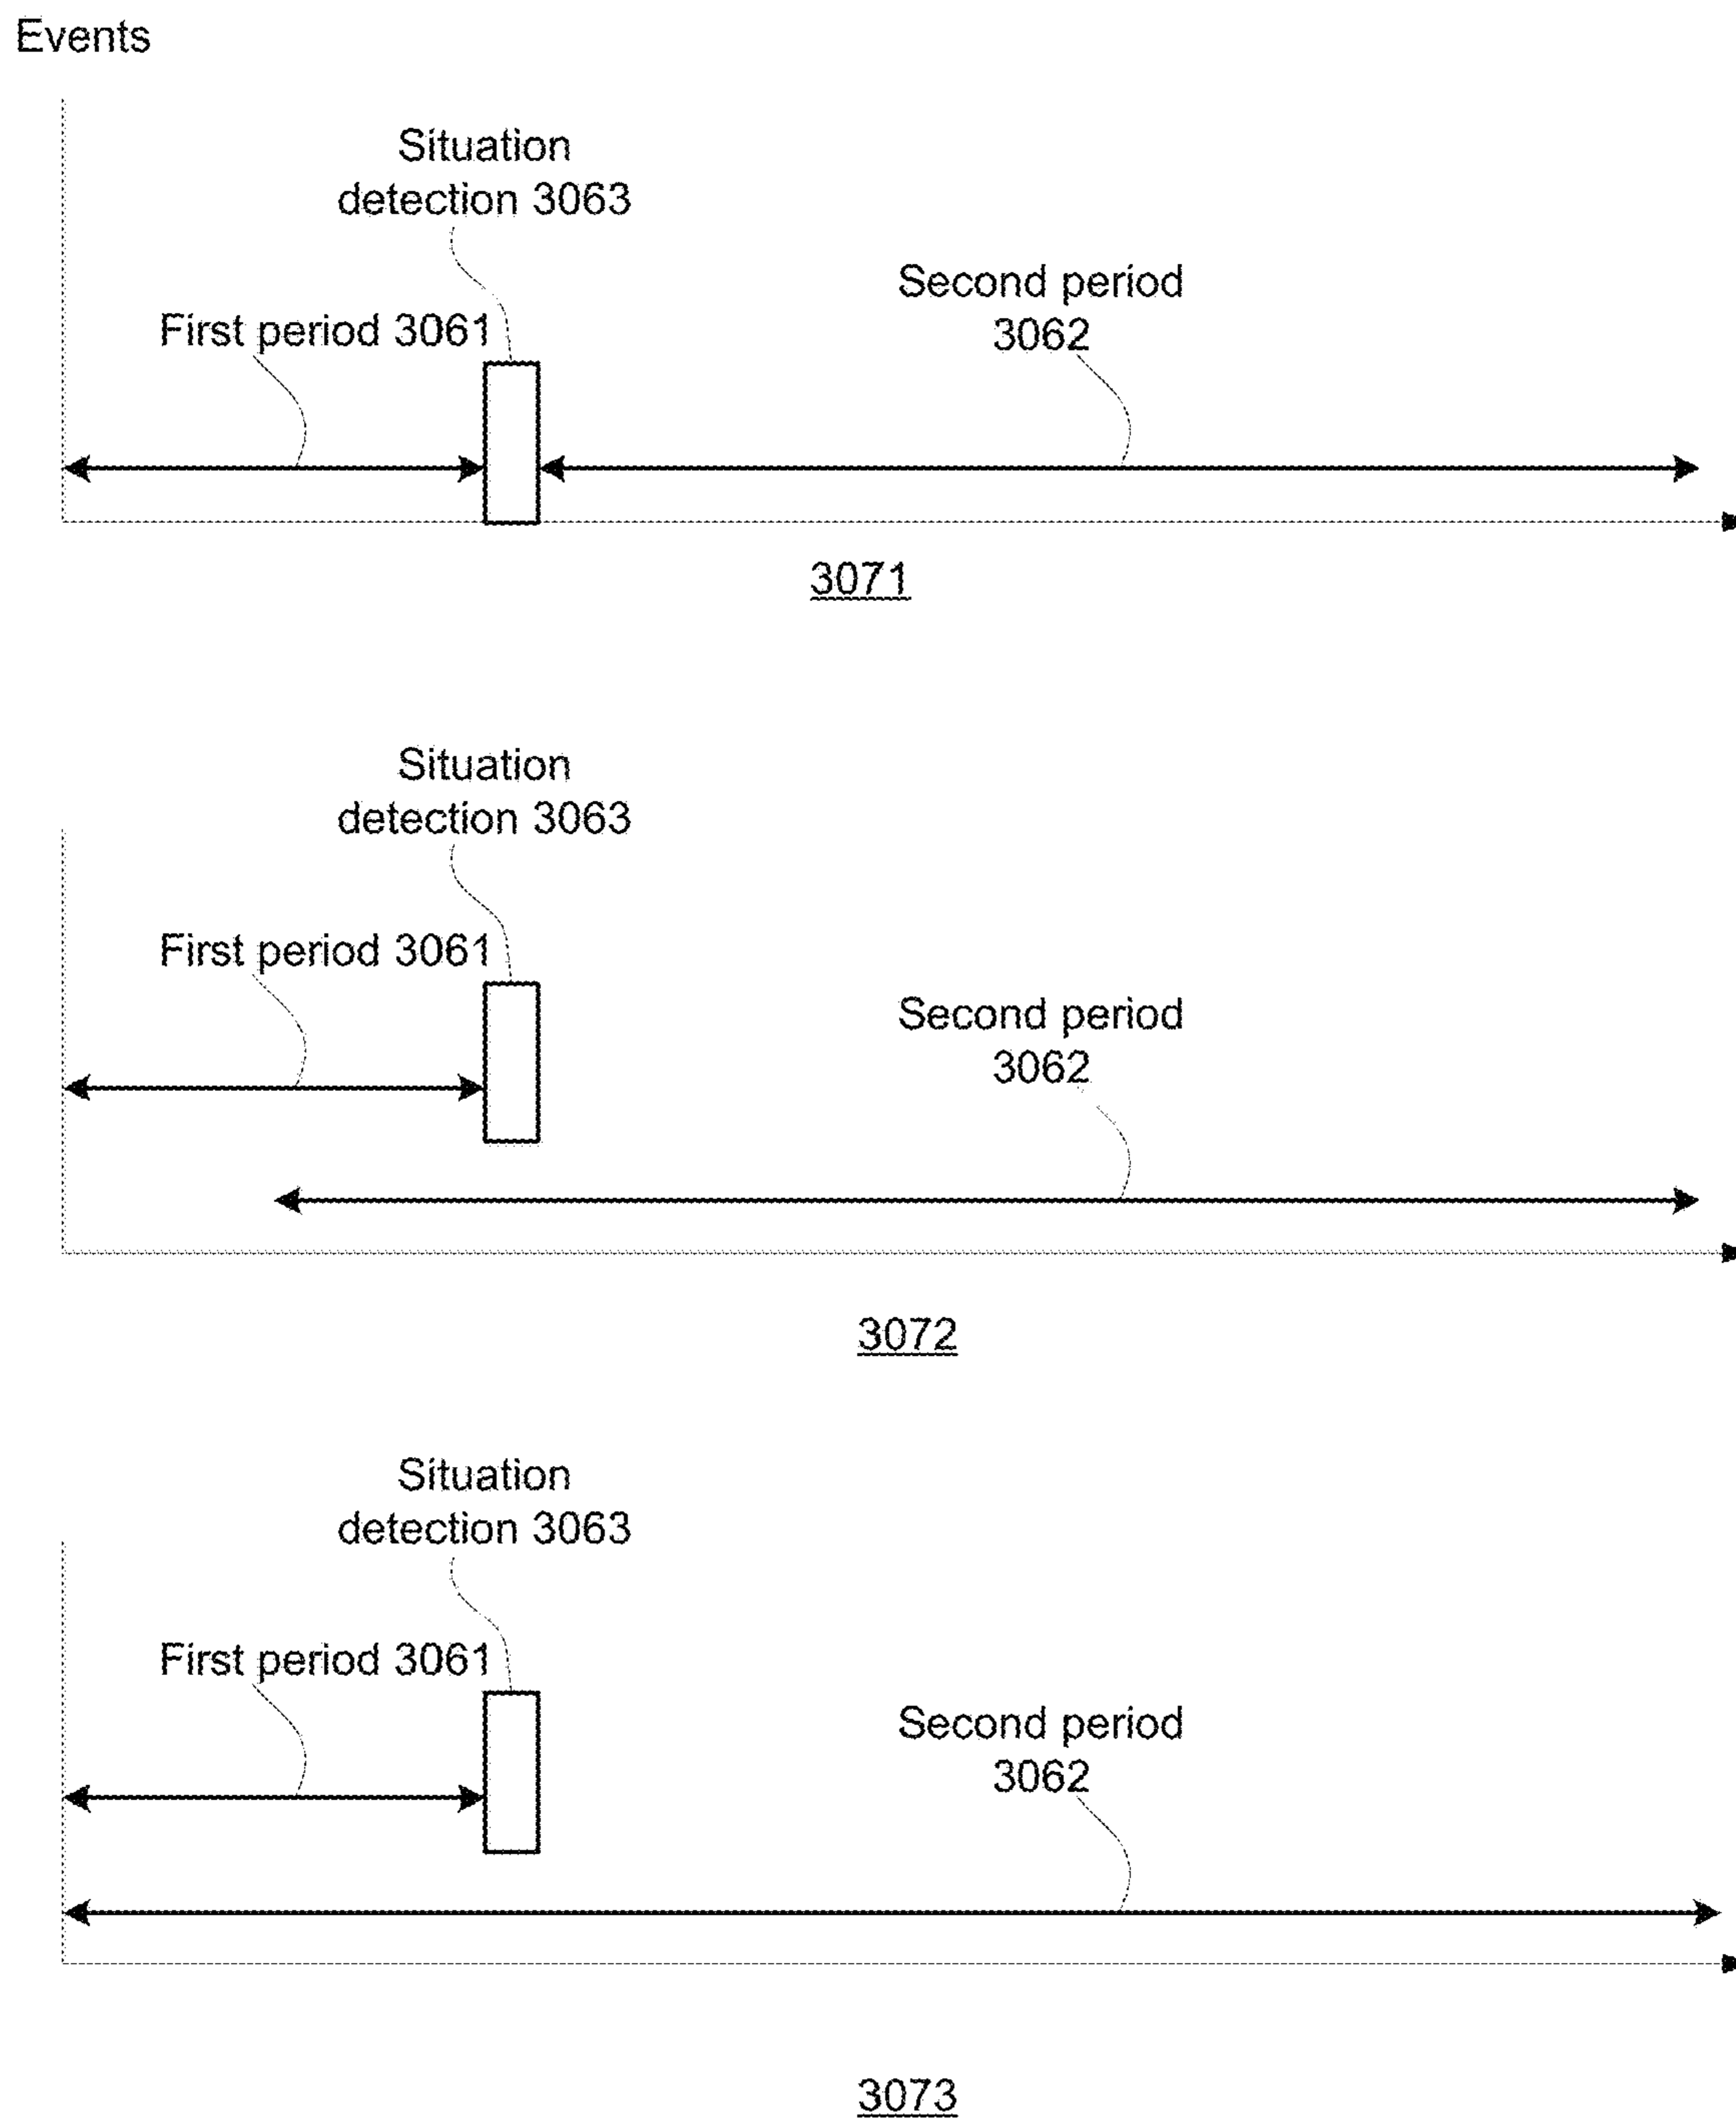 Events
Situation
detection 3063
Second period
3062
First period 3061
3071
Situation
detection 3063
First period 3061
Second period
3062
3072
Situation
detection 3063
First period 3061
Second period
3062
3073